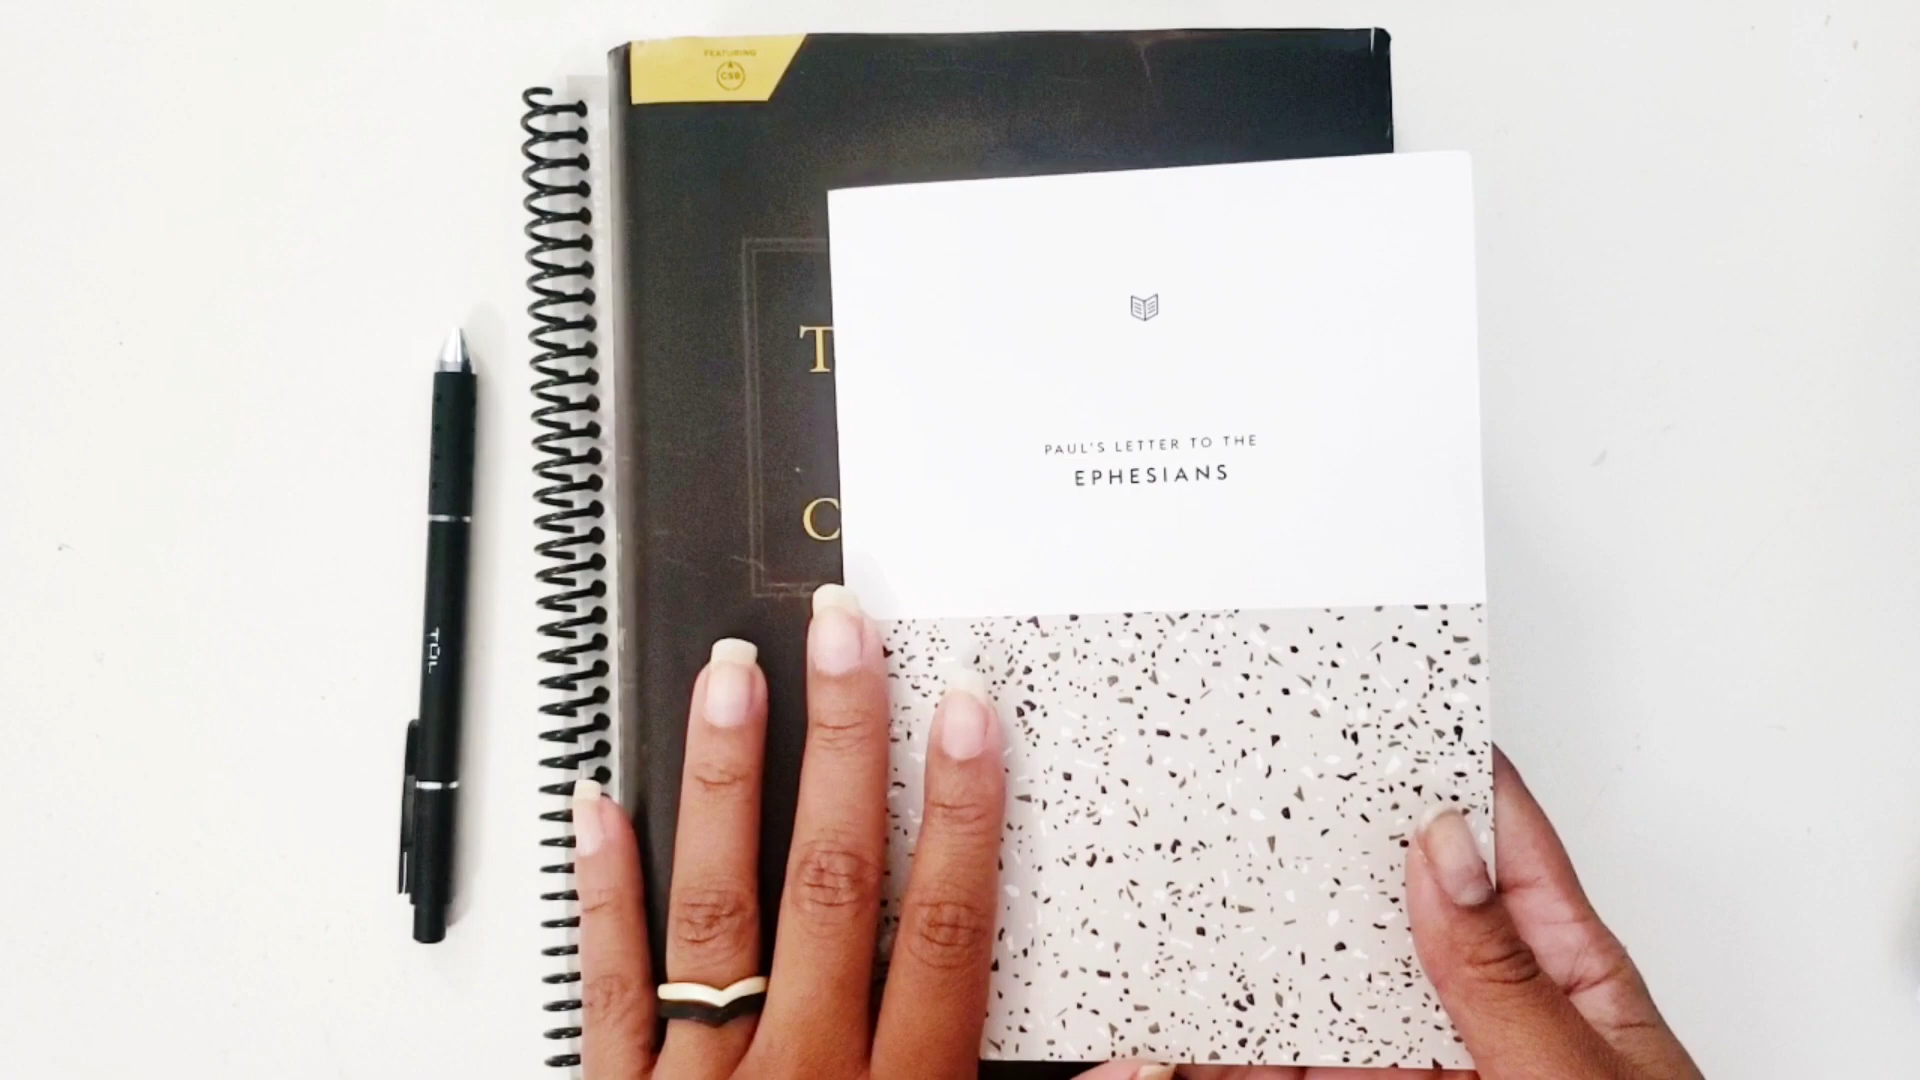 FEATURING
CSB
T
PAUL'S LETTER TO THE
EPHESIANS
C
TUL